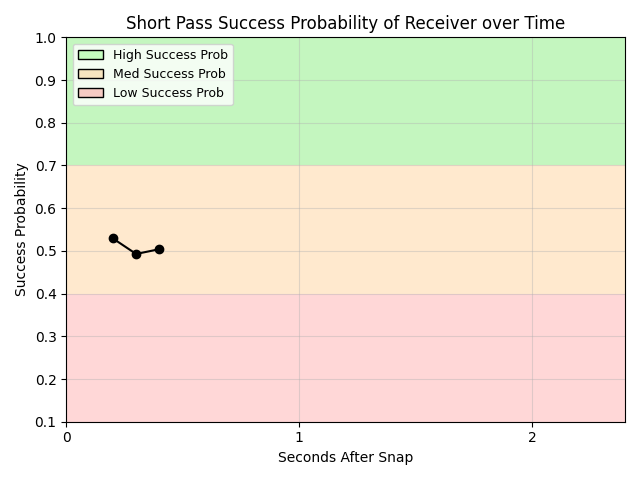 Short Pass Success Probability of Receiver over Time
High Success Prob
Med Success Prob
Low Success Prob
Success Probability
1.0
0.9
0.8
0.7
0.6
0.5
0.4
0.3
0.2
0.1
0
1
2
Seconds After Snap